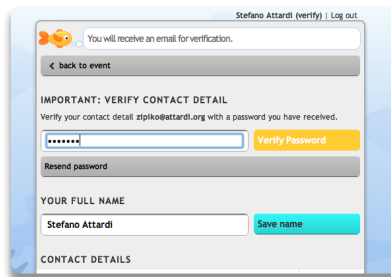 Stefano Attardi (verify) | Log out
You will receive an email for verification.
< back to event
IMPORTANT: VERIFY CONTACT DETAIL
Verify your contact detail zipiko@attardi.org with a password you have received.
•••••••
Verify Password
Resend password
YOUR FULL NAME
Stefano Attardi
Save name
CONTACT DETAILS